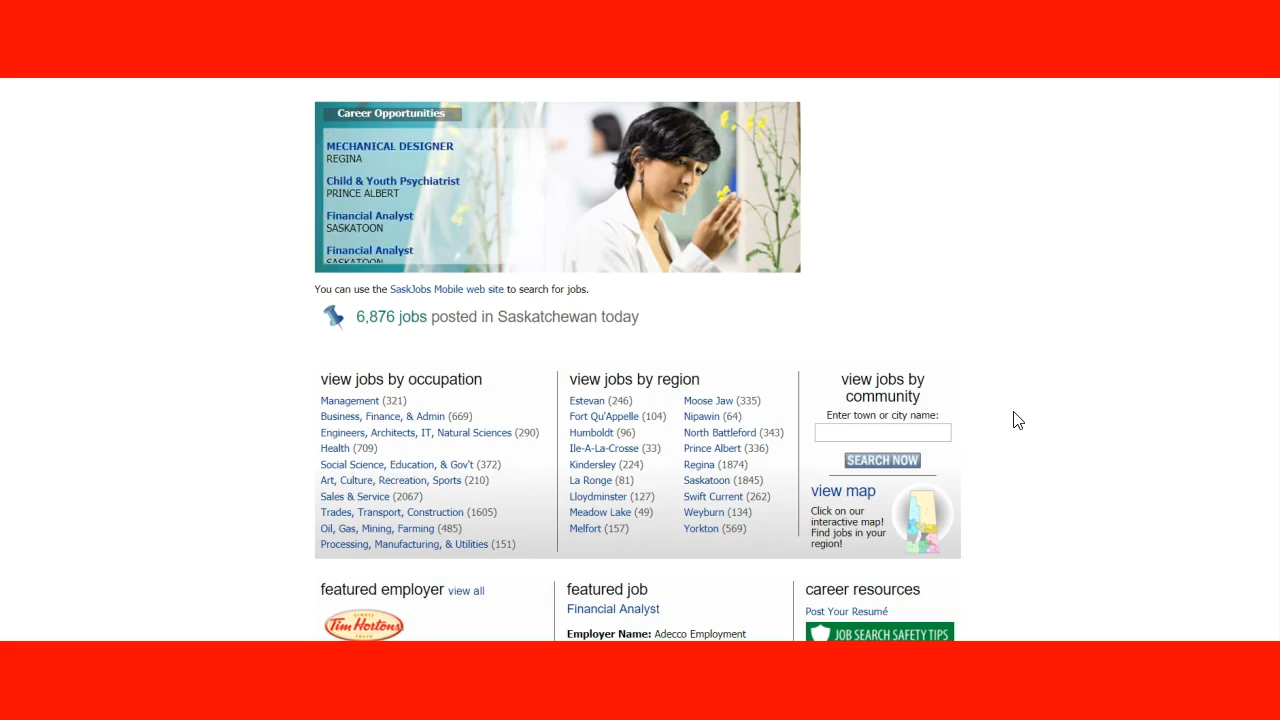 Career Opportunities
MECHANICAL DESIGNER
REGINA
Child & Youth Psychiatrist
PRINCE ALBERT
Financial Analyst
SASKATOON
Financial Analyst
SASKATOON
You can use the SaskJobs Mobile web site to search for jobs.
6,876 jobs posted in Saskatchewan today
view jobs by occupation
Management (321)
Business, Finance, & Admin (669)
Engineers, Architects, IT, Natural Sciences (290)
Health (709)
Social Science, Education, & Gov't (372)
Art, Culture, Recreation, Sports (210)
Sales & Service (2067)
Trades, Transport, Construction (1605)
Oil, Gas, Mining, Farming (485)
Processing, Manufacturing, & Utilities (151)
view jobs by region
Estevan (246)
Fort Qu'Appelle (104)
Humboldt (96)
Ile-A-La-Crosse (33)
Kindersley (224)
La Ronge (81)
Lloydminster (127)
Meadow Lake (49)
Melfort (157)
Moose Jaw (335)
Nipawin (64)
North Battleford (343)
Prince Albert (336)
Regina (1874)
Saskatoon (1845)
Swift Current (262)
Weyburn (134)
Yorkton (569)
view jobs by
community
Enter town or city name:
SEARCH NOW
view map
Click on our
interactive map!
Find jobs in your
region!
featured employer view all
ALWAYS
Tim Hortons
featured job
Financial Analyst
Employer Name: Adecco Employment
career resources
Post Your Resumé
JOB SEARCH SAFETY TIPS